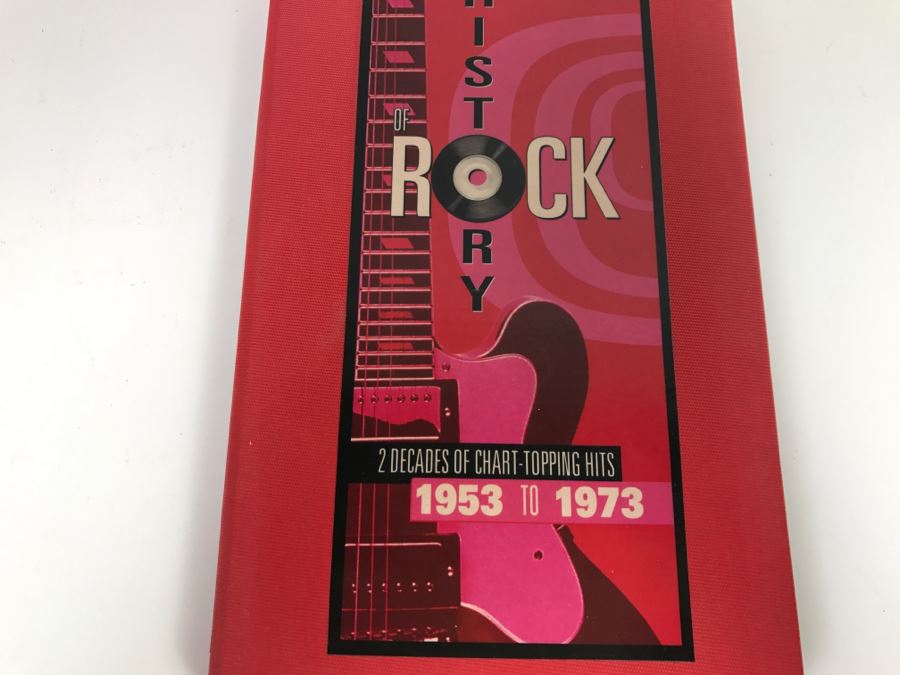 HISTORY
OF
ROCK
2 DECADES OF CHART-TOPPING HITS
1953 TO 1973